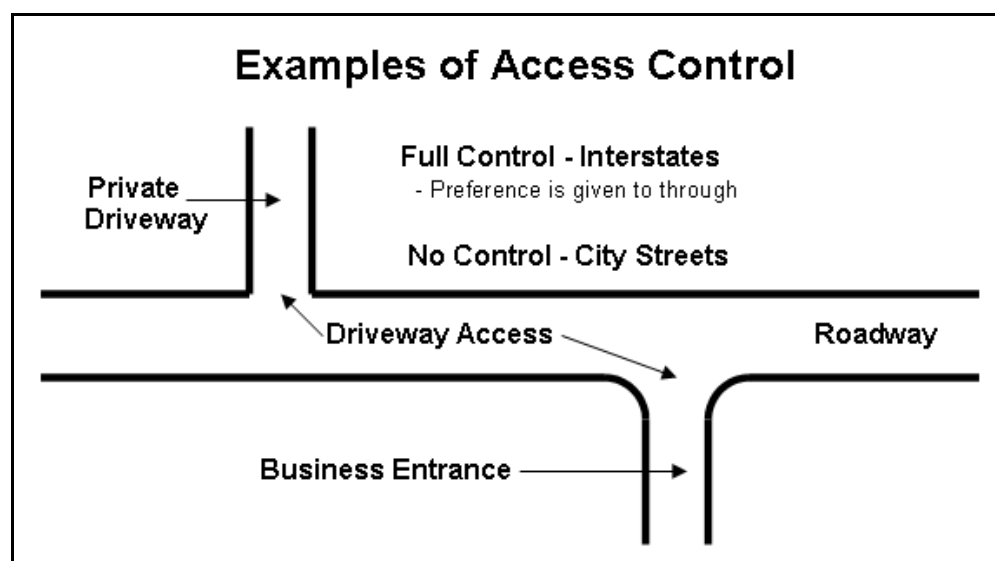 Examples of Access Control
Full Control - Interstates
- Preference is given to through
Private
Driveway
No Control - City Streets
Driveway Access
Roadway
Business Entrance